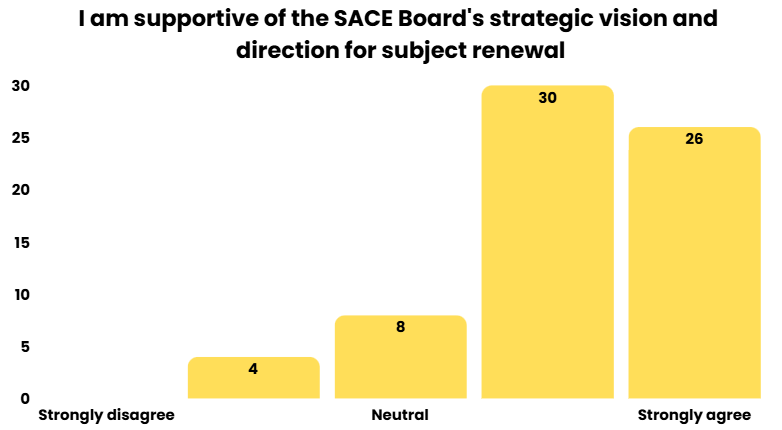 I am supportive of the SACE Board's strategic vision and
direction for subject renewal
30
25
20
15
10
5
0
4
8
30
26
Strongly disagree
Neutral
Strongly agree